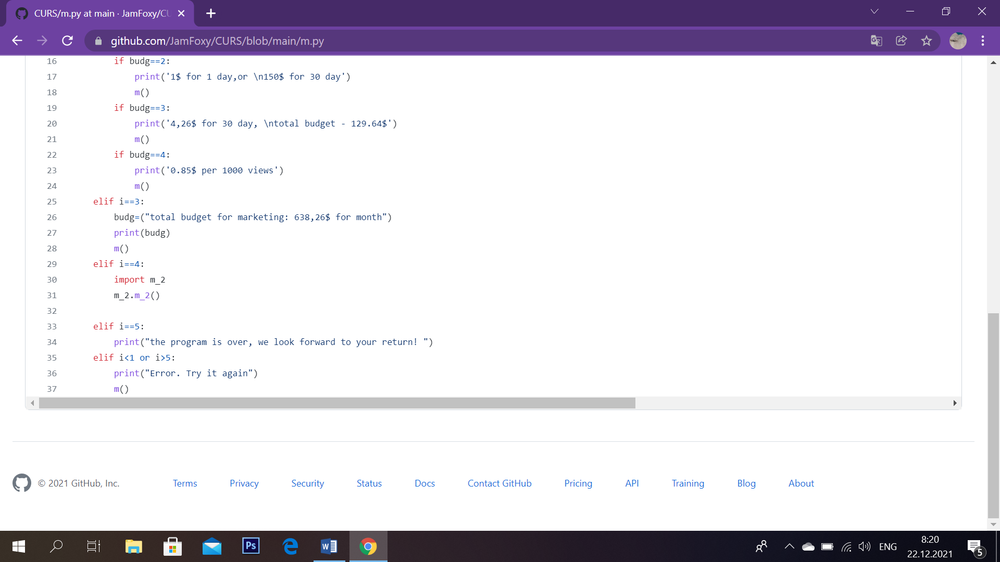 CURS/m.py at main · JamFoxy/CU
github.com/JamFoxy/CURS/blob/main/m.py
16 if budg==2:
17 print('1$ for 1 day,or \n150$ for 30 day')
18 m()
19 if budg==3:
20 print('4,26$ for 30 day, \ntotal budget - 129.64$')
21 m()
22 if budg==4:
23 print('0.85$ per 1000 views')
24 m()
25 elif i==3:
26 budg=("total budget for marketing: 638,26$ for month")
27 print(budg)
28 m()
29 elif i==4:
30 import m_2
31 m_2.m_2()
32
33 elif i==5:
34 print("the program is over, we look forward to your return! ")
35 elif i<1 or i>5:
36 print("Error. Try it again")
37 m()
© 2021 GitHub, Inc. Terms Privacy Security Status Docs Contact GitHub Pricing API Training Blog About
Ps
W
ENG
8:20
22.12.2021
5